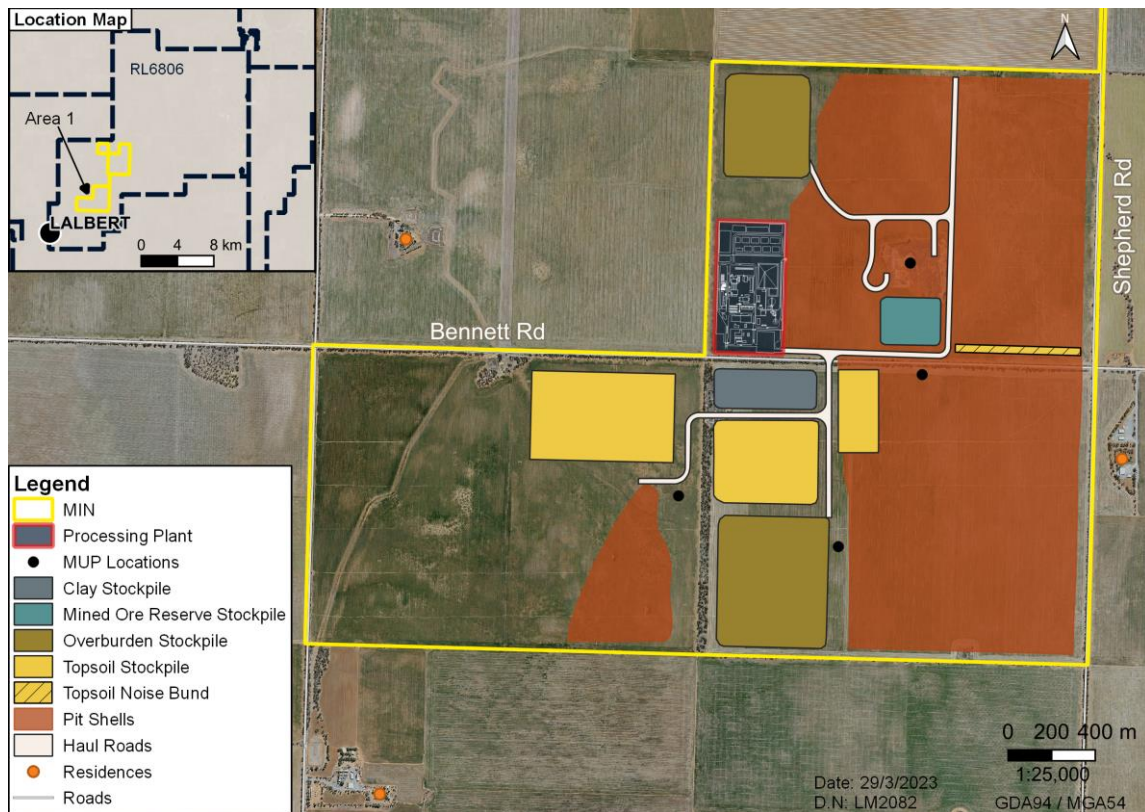 Location Map
RL6806
Area 1
LALBERT
0 4 8 km
N
Shepherd Rd
Bennett Rd
Legend
MIN
Processing Plant
MUP Locations
Clay Stockpile
Mined Ore Reserve Stockpile
Overburden Stockpile
Topsoil Stockpile
Topsoil Noise Bund
Pit Shells
Haul Roads
Residences
Roads
0 200 400 m
1:25,000
Date: 29/3/2023
D.N: LM2082
GDA94 / MGA54